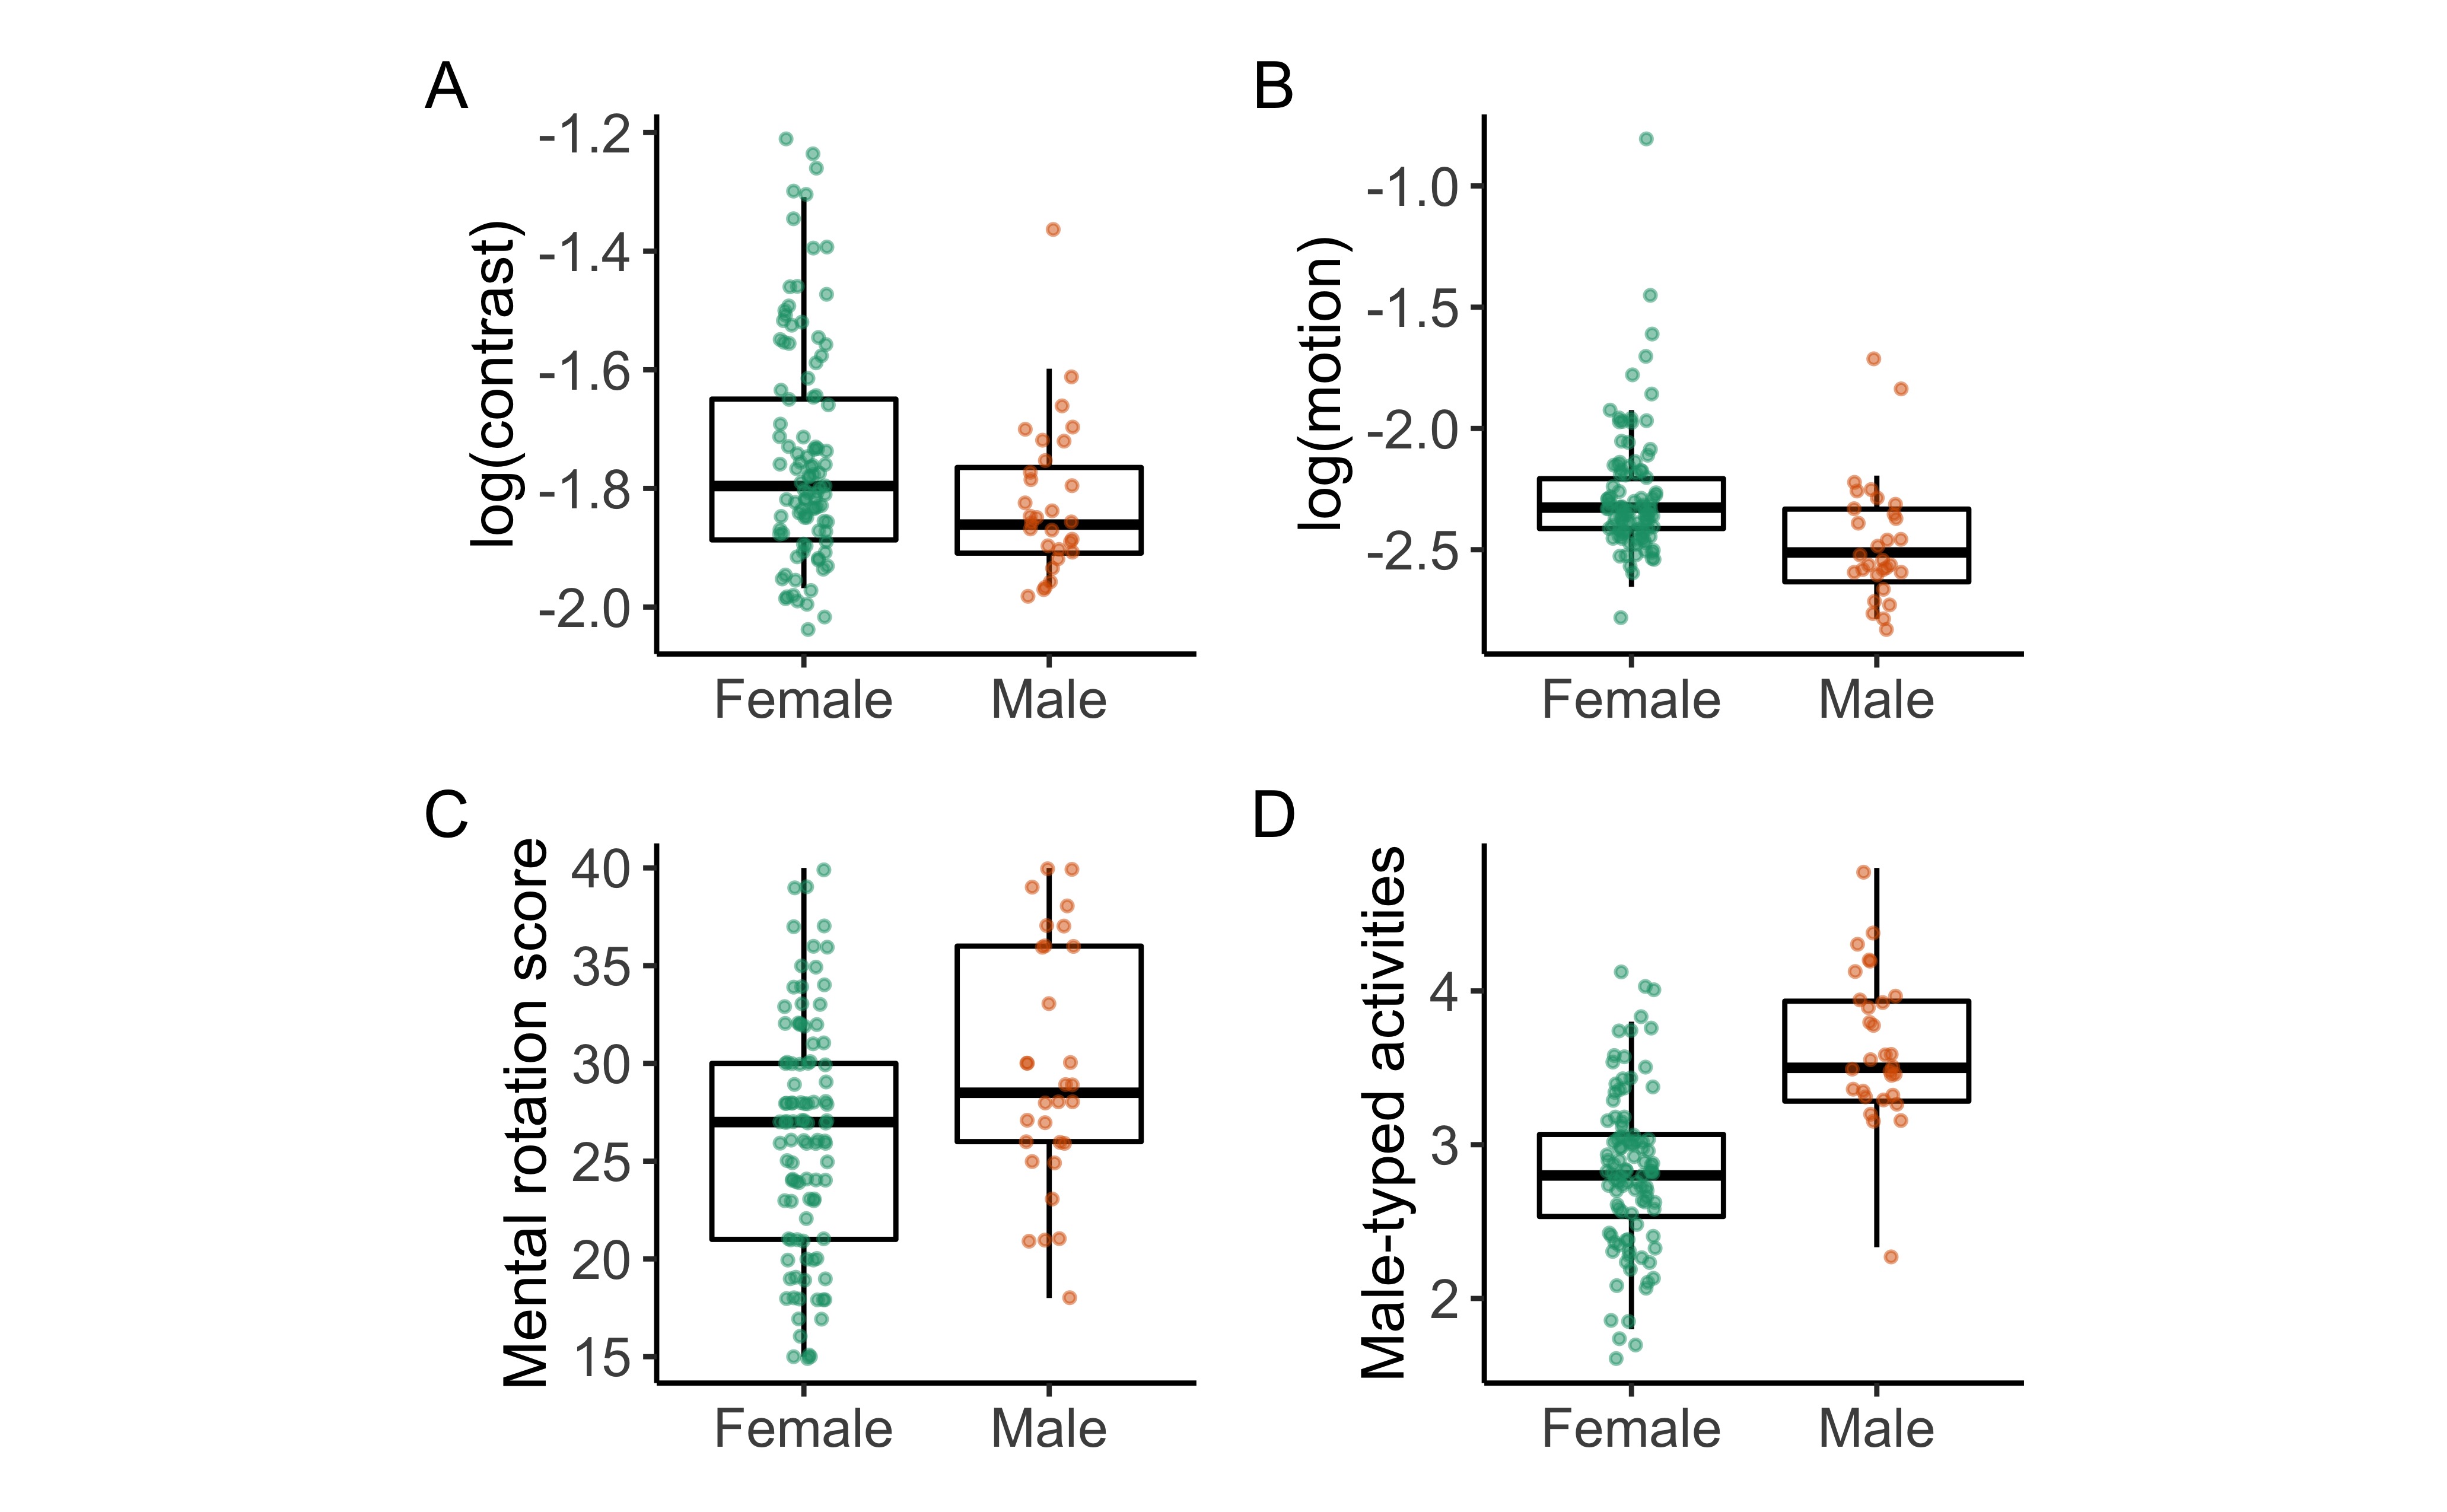 A
log(contrast)
-1.2
-1.4
-1.6
-1.8
-2.0
Female Male
B
log(motion)
-1.0
-1.5
-2.0
-2.5
Female Male
C
Mental rotation score
40
35
30
25
20
15
Female Male
D
Male-typed activities
4
3
2
Female Male